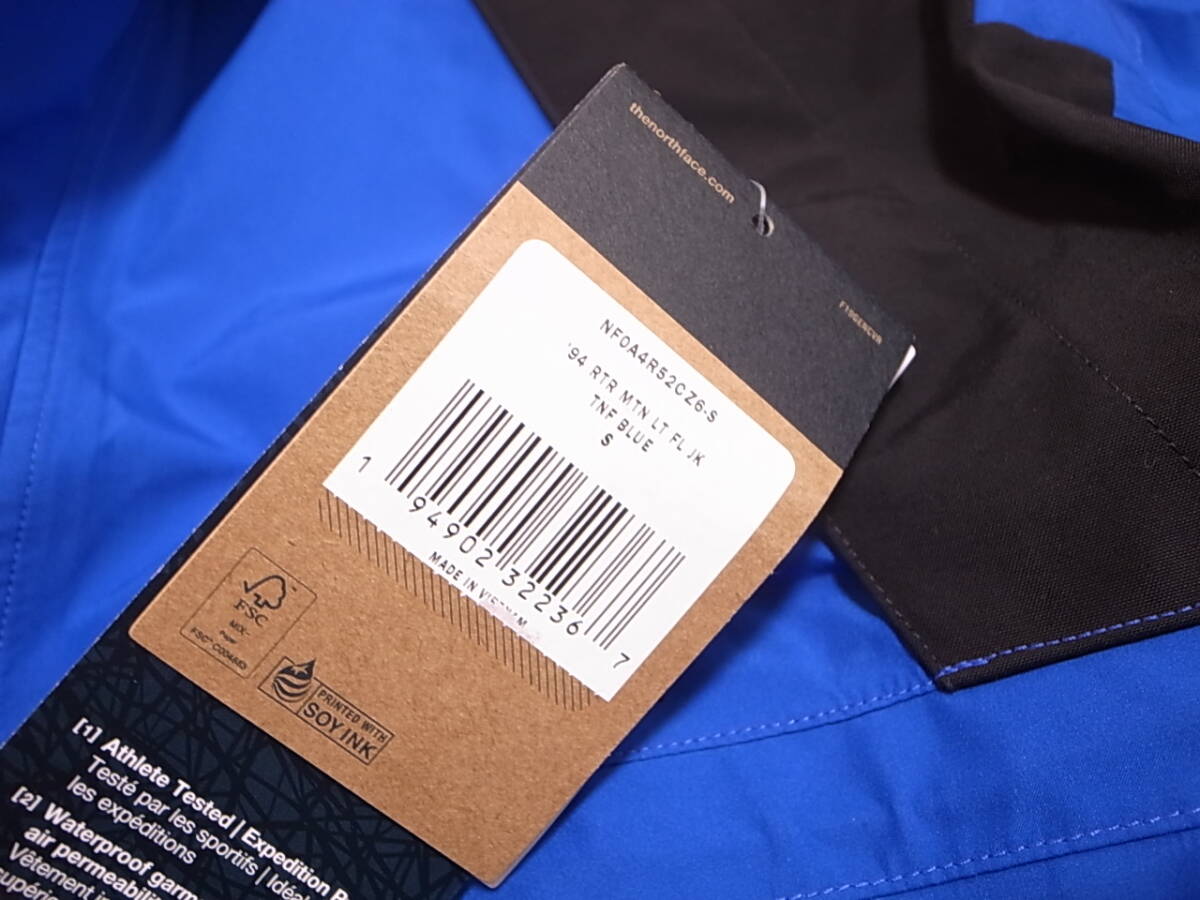 thenorthface.com
F19GENCVR
NF0A4R52CZ6-S
'94 RTR MTN LT FL JK
TNF BLUE
S
1 94902 32236 7
MADE IN VIETNAM
FSC
MIX
Paper
PRINTED WITH
SOY INK
[1] Athlete Tested | Expedition P
Testé par les sportifs | Idéal
les expéditions
[2] Waterproof garm
air permeabili
Vêtement i